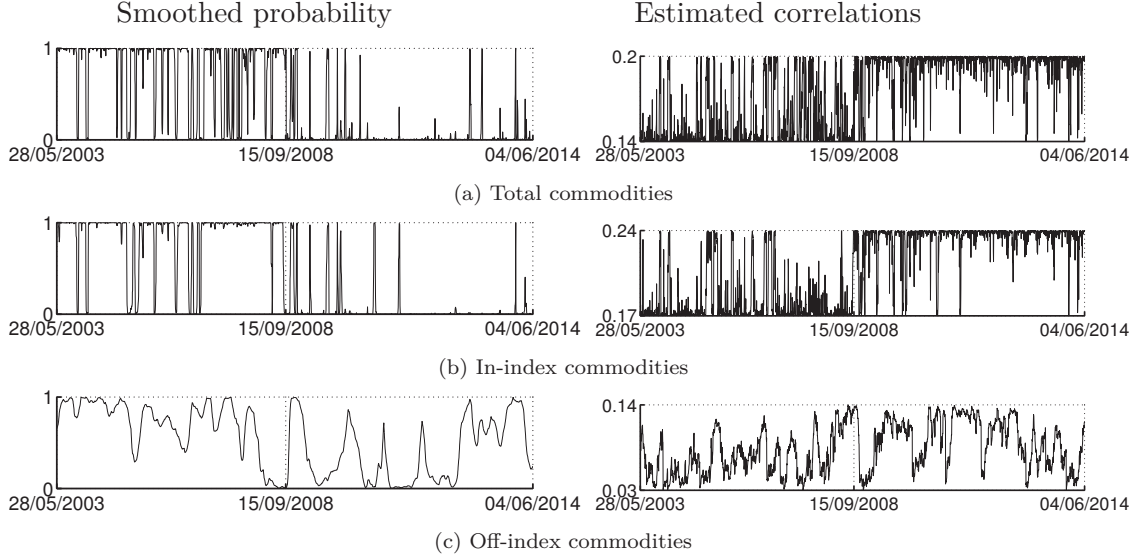 Smoothed probability Estimated correlations
1 0.2
0 0.14
28/05/2003 15/09/2008 04/06/2014 28/05/2003 15/09/2008 04/06/2014
(a) Total commodities
1 0.24
0 0.17
28/05/2003 15/09/2008 04/06/2014 28/05/2003 15/09/2008 04/06/2014
(b) In-index commodities
1 0.14
0 0.03
28/05/2003 15/09/2008 04/06/2014 28/05/2003 15/09/2008 04/06/2014
(c) Off-index commodities